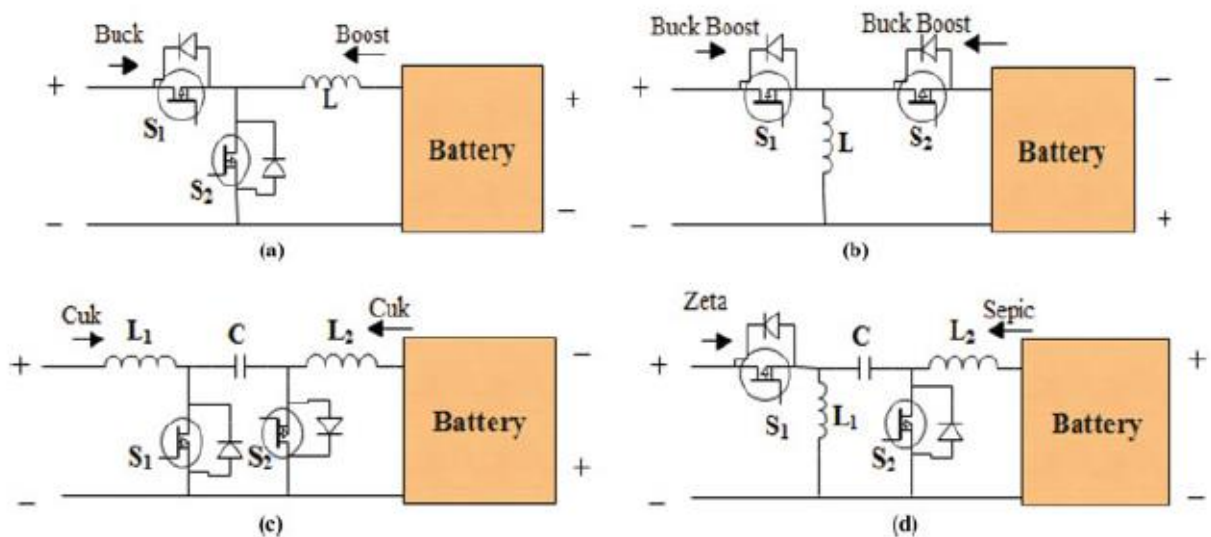 Buck
Boost
+
L
+
S1
Battery
S2
−
−
(a)
Buck Boost
Buck Boost
+
−
S1
S2
L
Battery
−
+
(b)
Cuk
Cuk
L1
C
L2
+
−
S1
S2
Battery
−
+
(c)
Zeta
Sepic
C
L2
+
+
S1
L1
S2
Battery
−
−
(d)